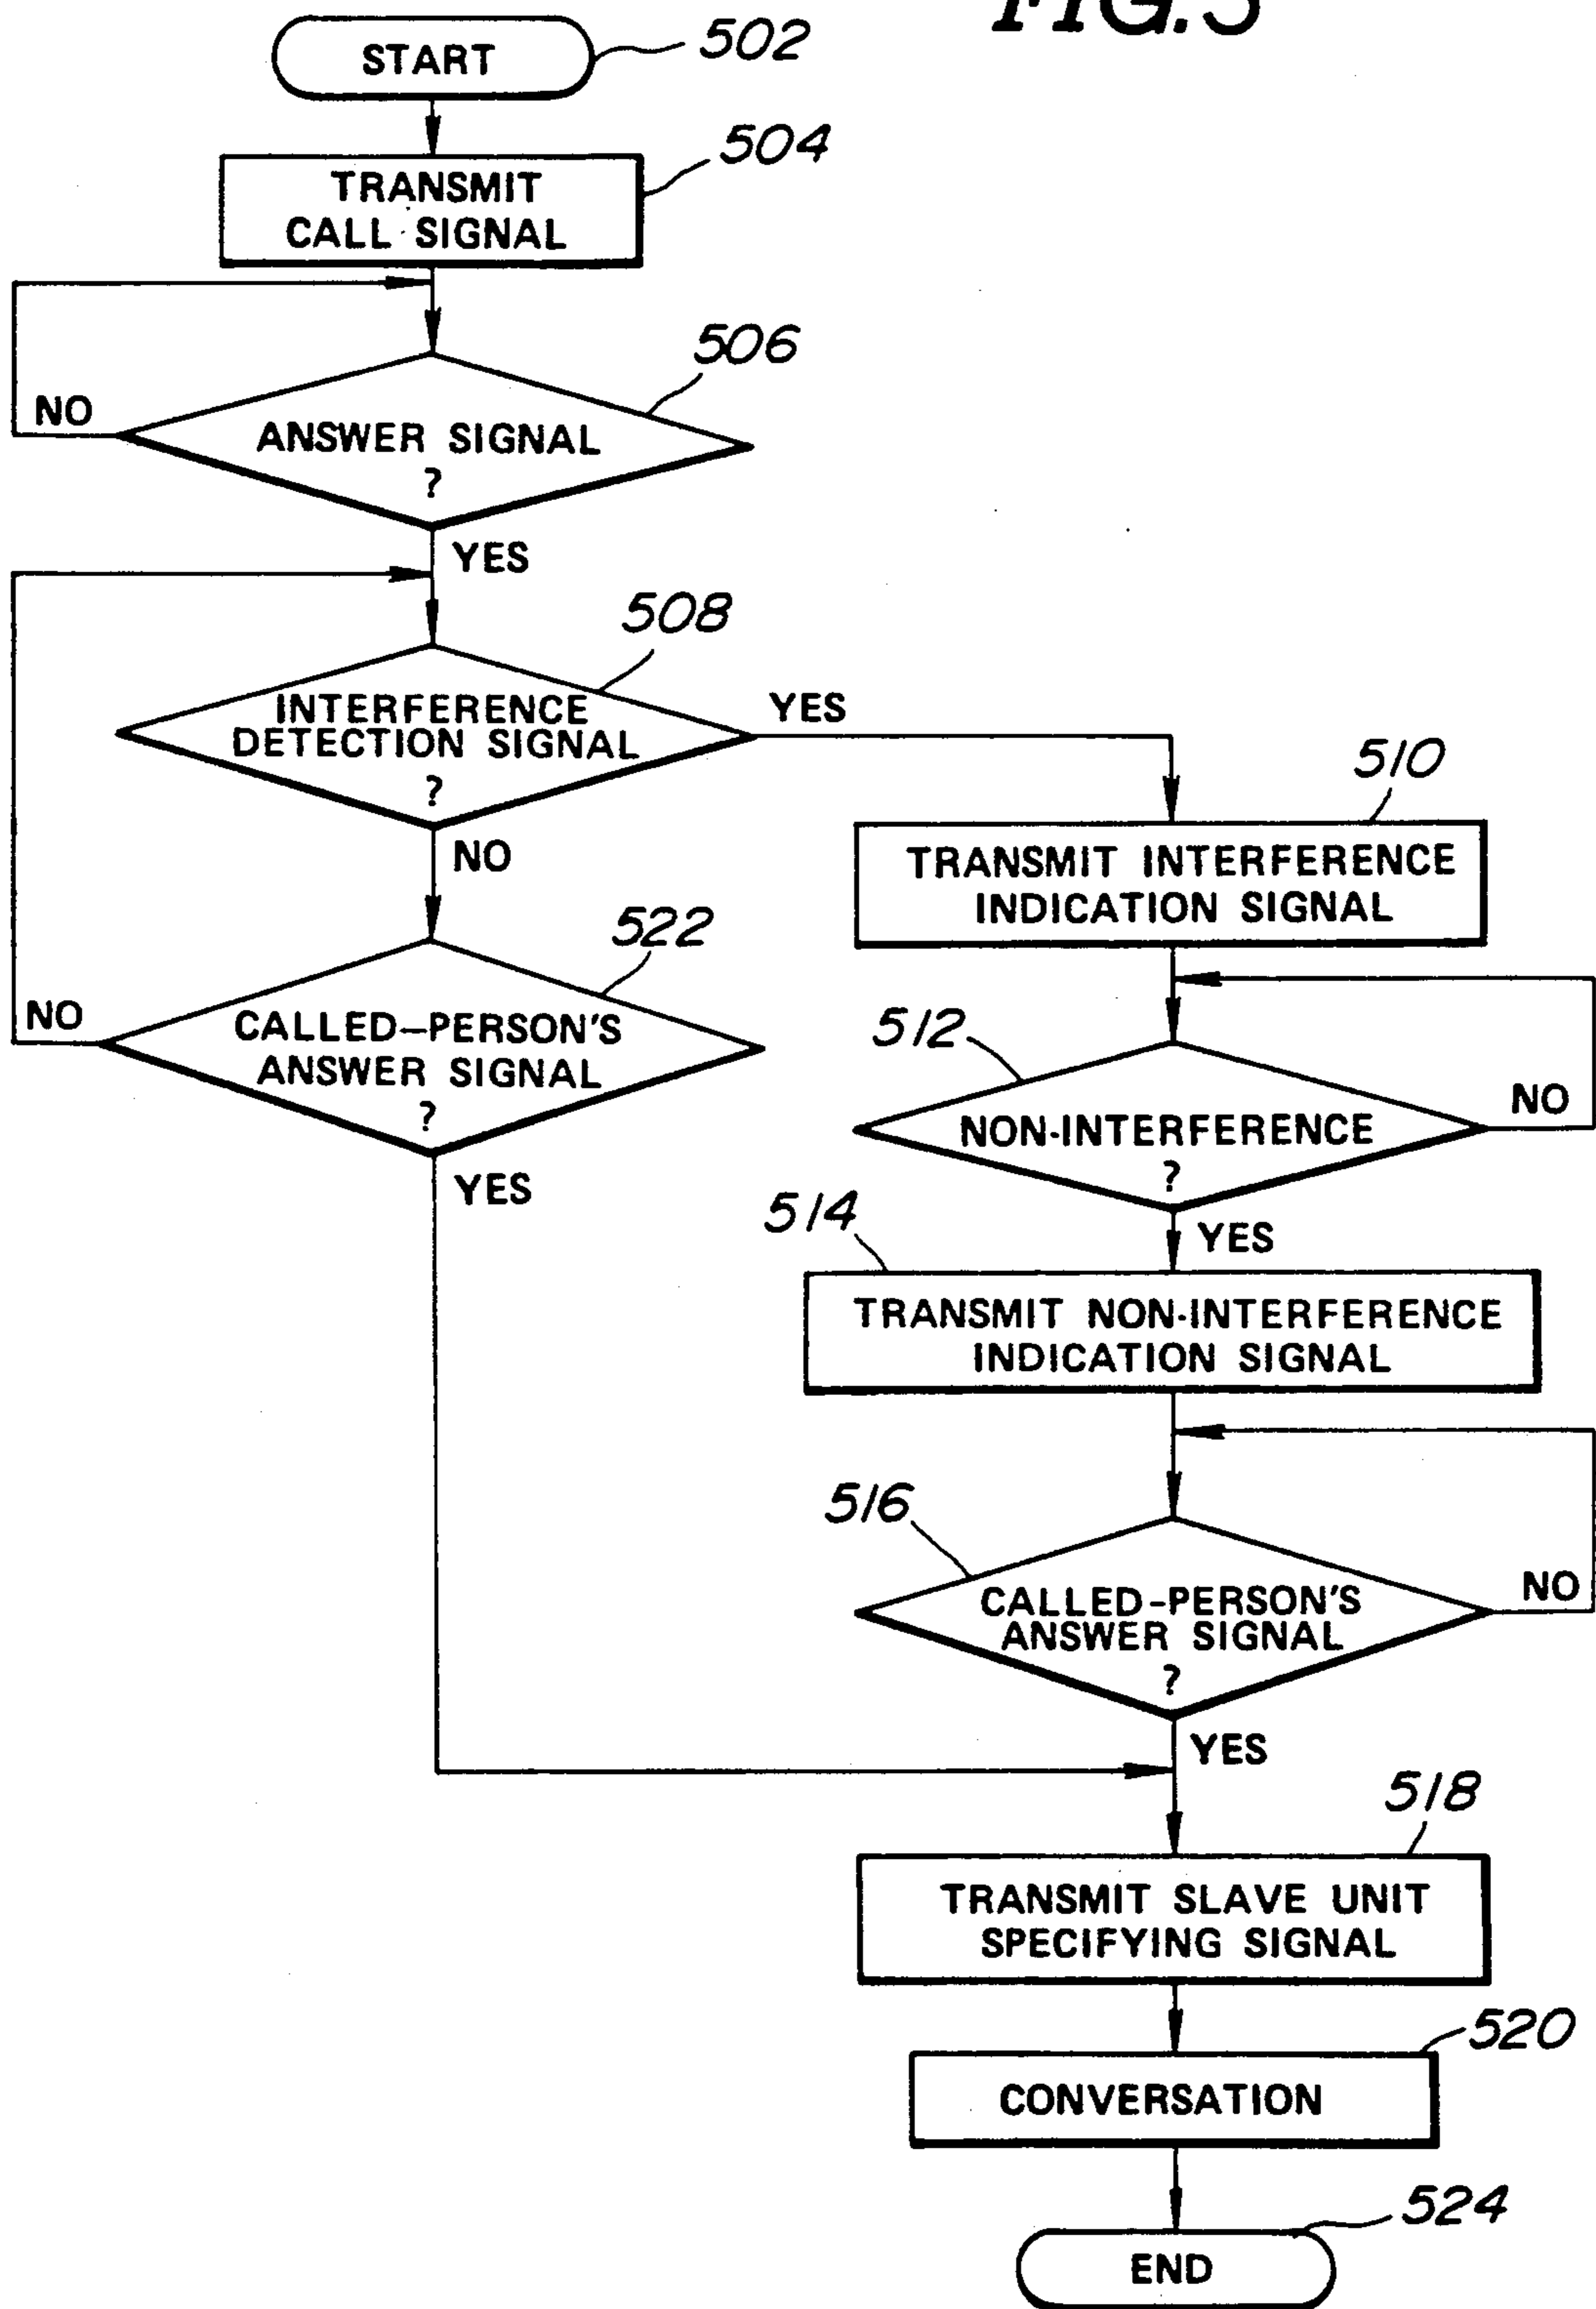 FIG. 5
START
502
TRANSMIT
CALL SIGNAL
504
506
NO
ANSWER SIGNAL
?
YES
508
INTERFERENCE
DETECTION SIGNAL
?
YES
NO
510
TRANSMIT INTERFERENCE
INDICATION SIGNAL
522
NO
CALLED-PERSON'S
ANSWER SIGNAL
?
YES
512
NON-INTERFERENCE
?
NO
YES
514
TRANSMIT NON-INTERFERENCE
INDICATION SIGNAL
516
CALLED-PERSON'S
ANSWER SIGNAL
?
NO
YES
518
TRANSMIT SLAVE UNIT
SPECIFYING SIGNAL
520
CONVERSATION
524
END